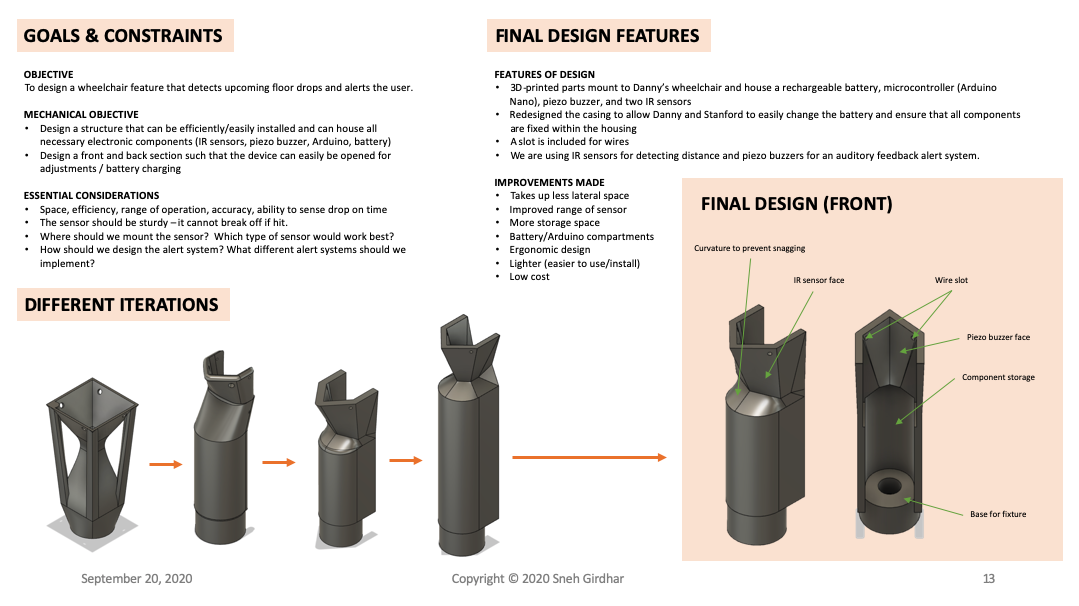 GOALS & CONSTRAINTS
OBJECTIVE
To design a wheelchair feature that detects upcoming floor drops and alerts the user.
MECHANICAL OBJECTIVE
• Design a structure that can be efficiently/easily installed and can house all
necessary electronic components (IR sensors, piezo buzzer, Arduino, battery)
• Design a front and back section such that the device can easily be opened for
adjustments / battery charging
ESSENTIAL CONSIDERATIONS
• Space, efficiency, range of operation, accuracy, ability to sense drop on time
• The sensor should be sturdy – it cannot break off if hit.
• Where should we mount the sensor? Which type of sensor would work best?
• How should we design the alert system? What different alert systems should we
implement?
DIFFERENT ITERATIONS
FINAL DESIGN FEATURES
FEATURES OF DESIGN
• 3D-printed parts mount to Danny's wheelchair and house a rechargeable battery, microcontroller (Arduino
Nano), piezo buzzer, and two IR sensors
• Redesigned the casing to allow Danny and Stanford to easily change the battery and ensure that all components
are fixed within the housing
• A slot is included for wires
• We are using IR sensors for detecting distance and piezo buzzers for an auditory feedback alert system.
IMPROVEMENTS MADE
• Takes up less lateral space
• Improved range of sensor
• More storage space
• Battery/Arduino compartments
• Ergonomic design
• Lighter (easier to use/install)
• Low cost
FINAL DESIGN (FRONT)
Curvature to prevent snagging
IR sensor face
Wire slot
Piezo buzzer face
Component storage
Base for fixture
September 20, 2020
Copyright © 2020 Sneh Girdhar
13